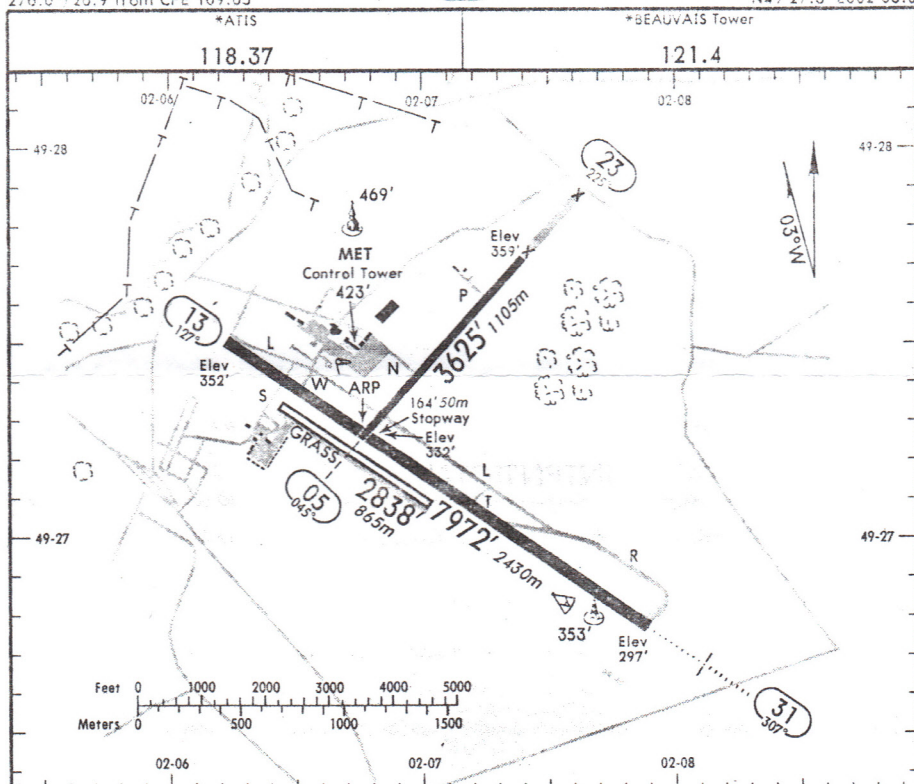 *ATIS
118.37
*BEAUVAIS Tower
121.4
02-06
02-07
02-08
49-28
49-28
T
T
T
T
T
T
T
T
T
T
T
469'
MET
Control Tower
423'
23
225°
03°W
Elev
359'
P
13
127°
L
Elev
352'
W
S
N
ARP
3625' 1105m
164' 50m
Stopway
Elev
332'
GRASS
05
045°
2838'
865m
L
T
7972' 2430m
R
49-27
49-27
353'
Elev
297'
31
307°
Feet 0 1000 2000 3000 4000 5000
Meters 0 500 1000 1500
02-06
02-07
02-08